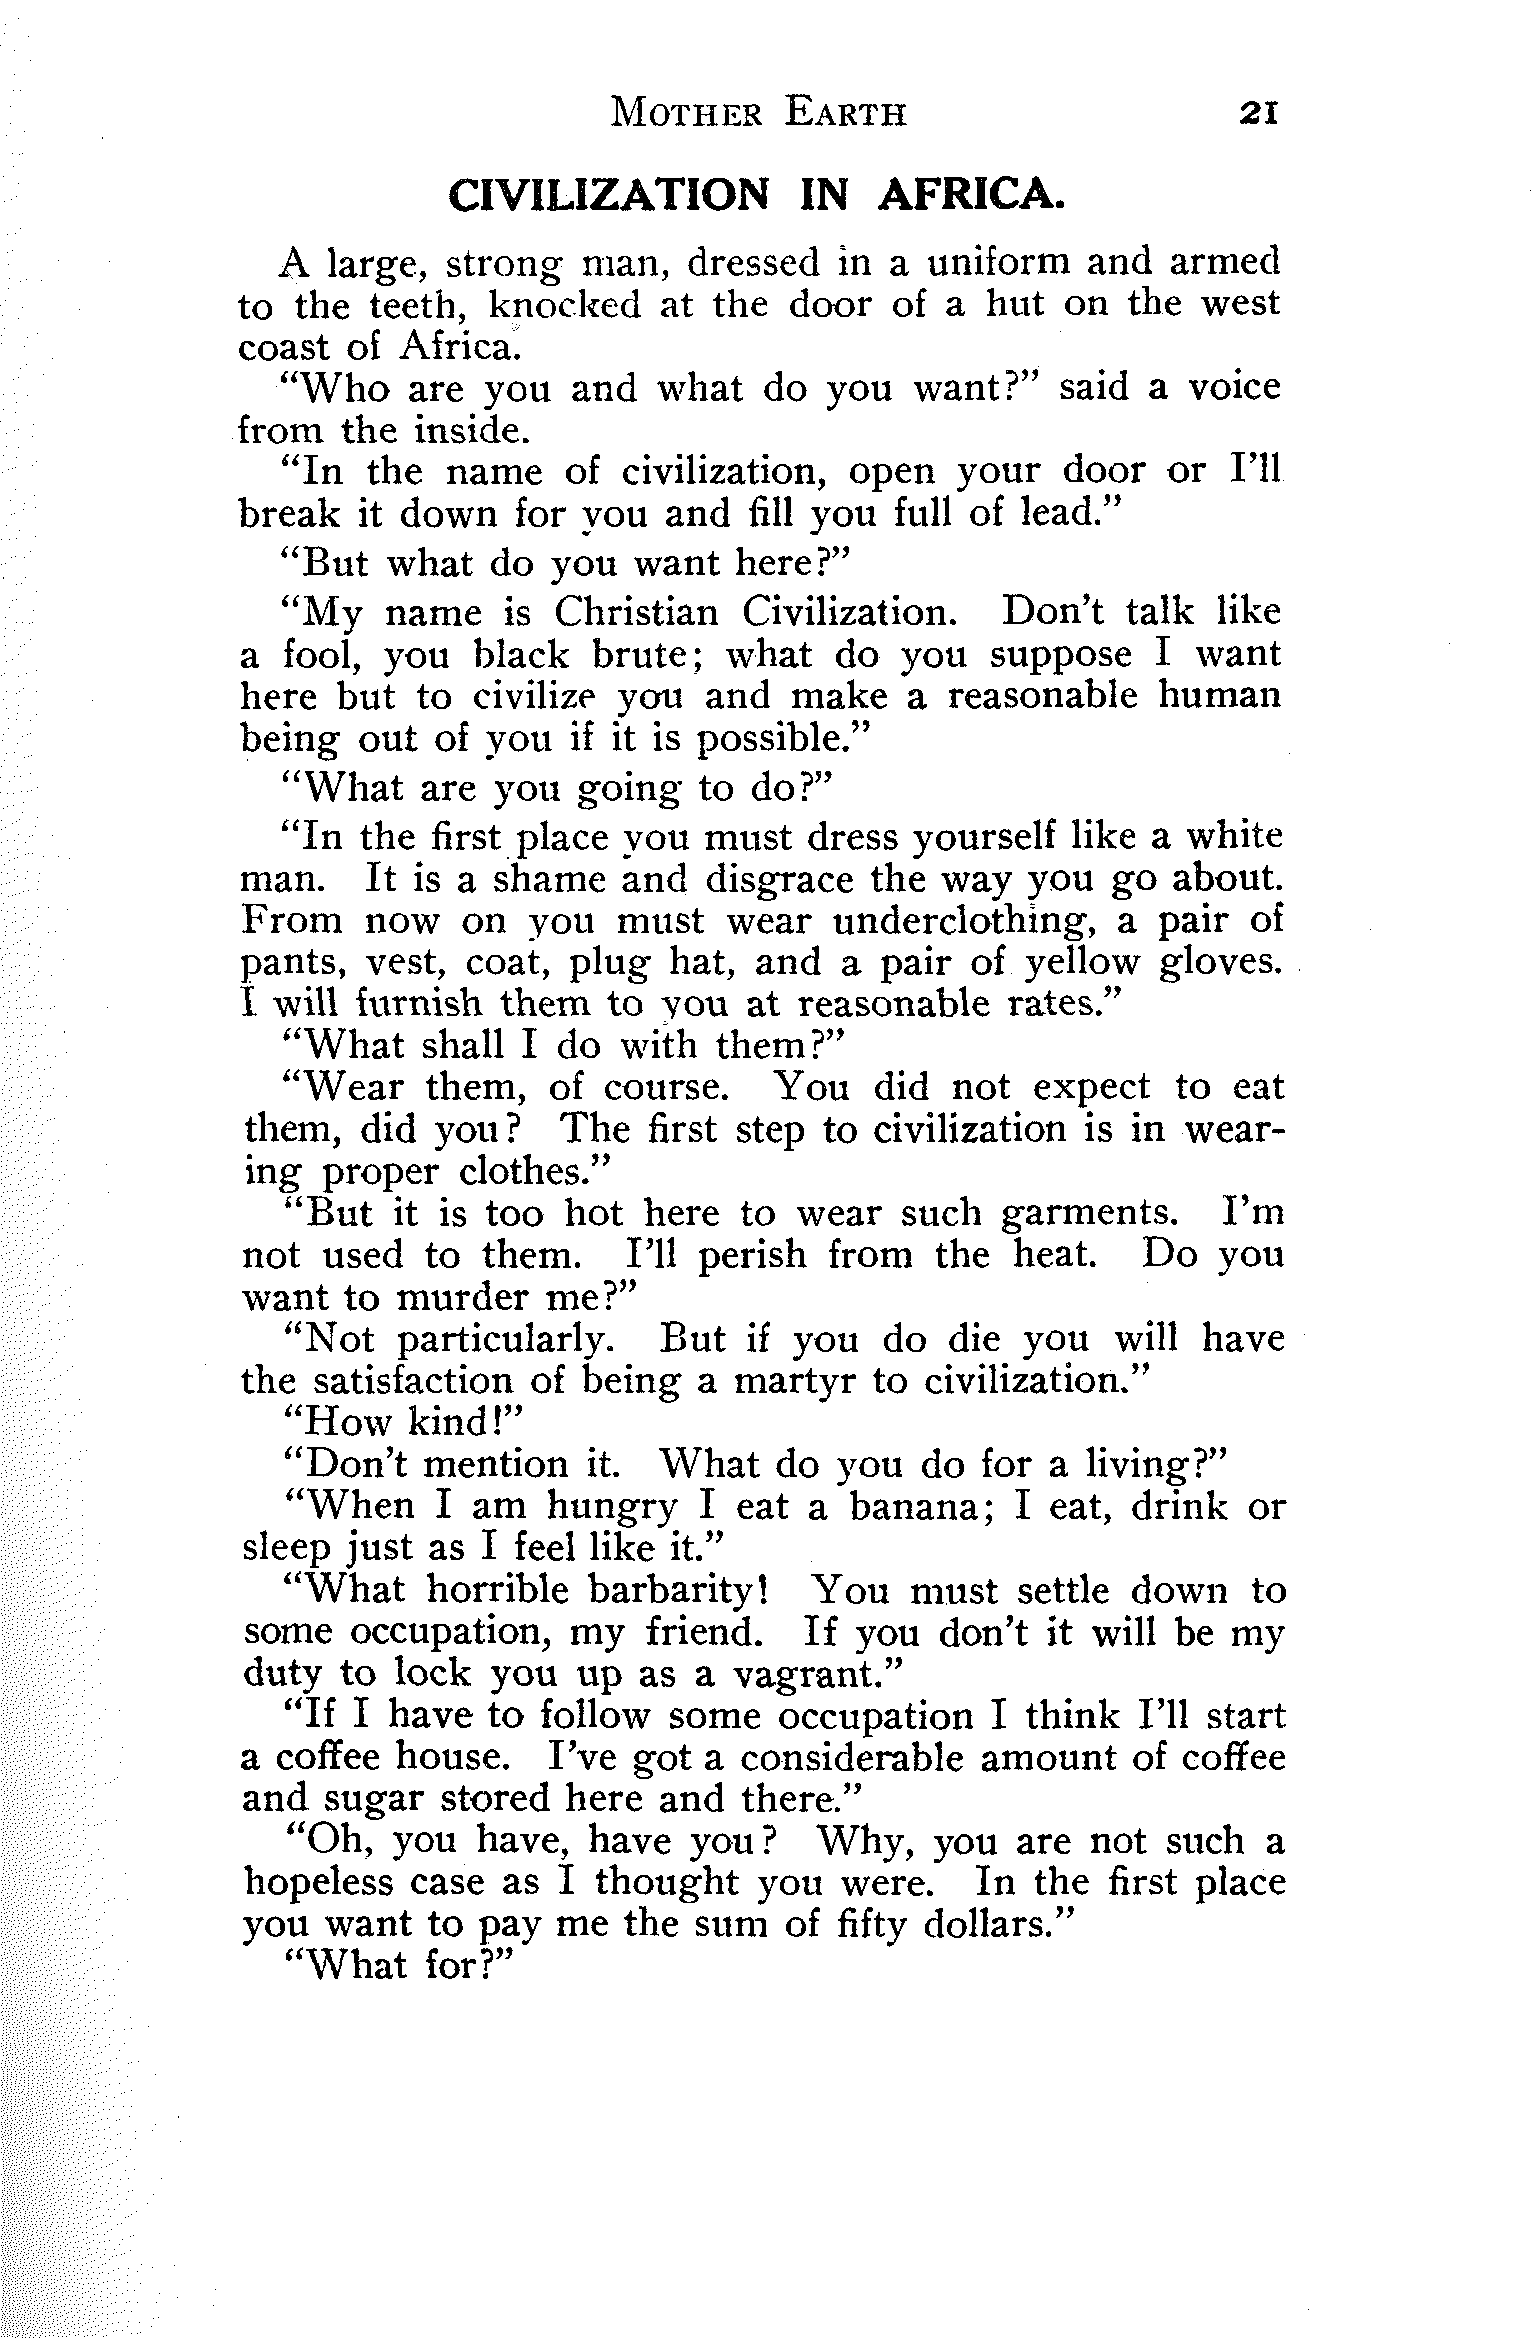 MOTHER EARTH 21
CIVILIZATION IN AFRICA.
A large, strong man, dressed in a uniform and armed
to the teeth, knocked at the door of a hut on the west
coast of Africa.
“Who are you and what do you want?” said a voice
from the inside.
“In the name of civilization, open your door or I’ll
break it down for you and fill you full of lead.”
“But what do you want here?”
“My name is Christian Civilization. Don’t talk like
a fool, you black brute; what do you suppose I want
here but to civilize you and make a reasonable human
being out of you if it is possible.”
“What are you going to do?”
“In the first place you must dress yourself like a white
man. It is a shame and disgrace the way you go about.
From now on you must wear underclothing, a pair of
pants, vest, coat, plug hat, and a pair of yellow gloves.
I will furnish them to you at reasonable rates.”
“What shall I do with them?”
“Wear them, of course. You did not expect to eat
them, did you? The first step to civilization is in wear-
ing proper clothes.”
“But it is too hot here to wear such garments. I’m
not used to them. I’ll perish from the heat. Do you
want to murder me?”
“Not particularly. But if you do die you will have
the satisfaction of being a martyr to civilization.”
“How kind!”
“Don’t mention it. What do you do for a living?”
“When I am hungry I eat a banana; I eat, drink or
sleep just as I feel like it.”
“What horrible barbarity! You must settle down to
some occupation, my friend. If you don’t it will be my
duty to lock you up as a vagrant.”
“If I have to follow some occupation I think I’ll start
a coffee house. I’ve got a considerable amount of coffee
and sugar stored here and there.”
“Oh, you have, have you? Why, you are not such a
hopeless case as I thought you were. In the first place
you want to pay me the sum of fifty dollars.”
“What for?”